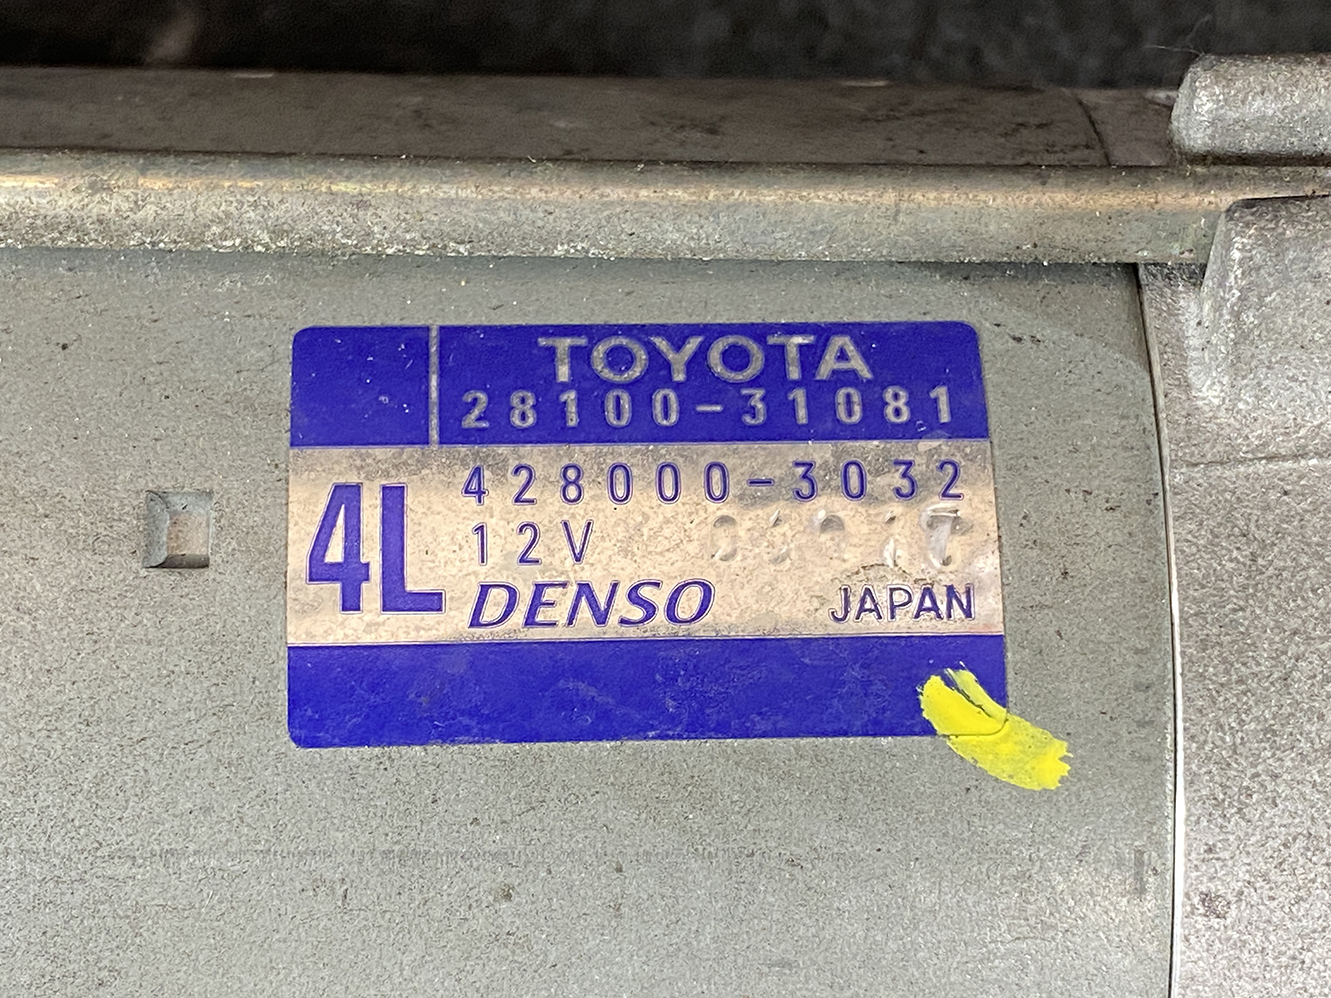 TOYOTA
28100-31081
4L
428000-3032
12V
DENSO JAPAN